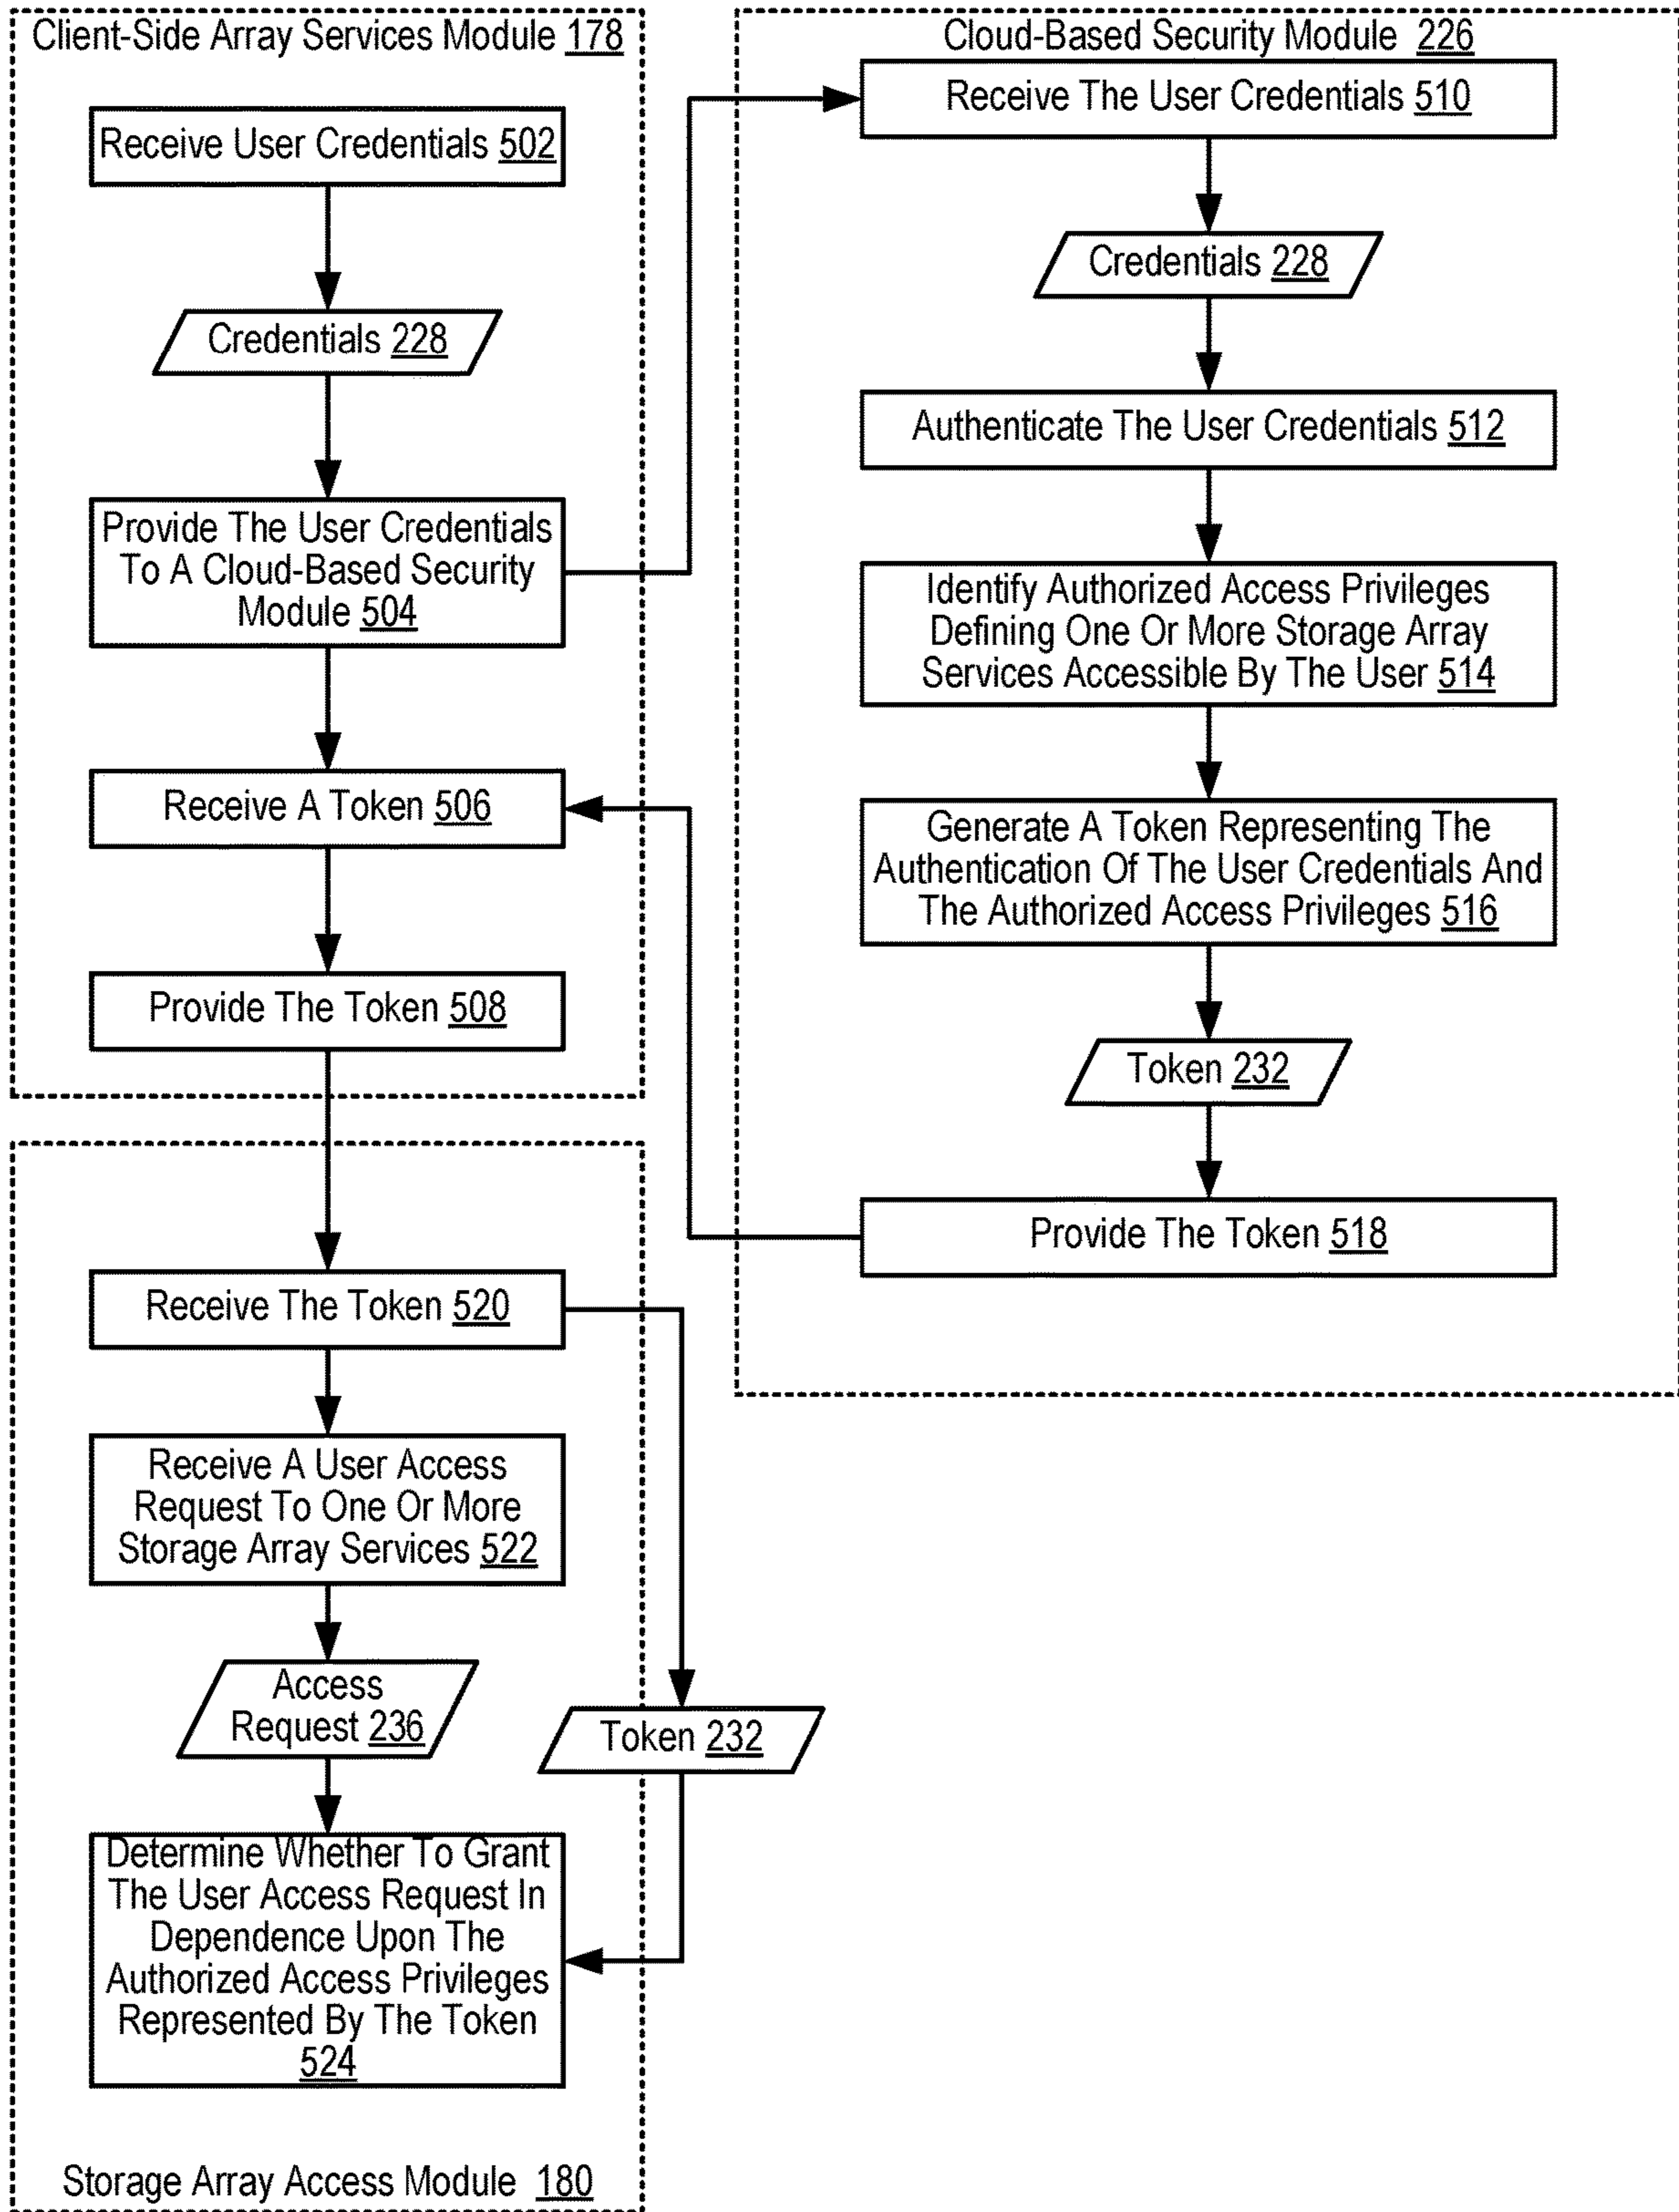 Client-Side Array Services Module 178
Receive User Credentials 502
Credentials 228
Provide The User Credentials
To A Cloud-Based Security
Module 504
Receive A Token 506
Provide The Token 508
Cloud-Based Security Module 226
Receive The User Credentials 510
Credentials 228
Authenticate The User Credentials 512
Identify Authorized Access Privileges
Defining One Or More Storage Array
Services Accessible By The User 514
Generate A Token Representing The
Authentication Of The User Credentials And
The Authorized Access Privileges 516
Token 232
Provide The Token 518
Receive The Token 520
Receive A User Access
Request To One Or More
Storage Array Services 522
Access
Request 236
Token 232
Determine Whether To Grant
The User Access Request In
Dependence Upon The
Authorized Access Privileges
Represented By The Token
524
Storage Array Access Module 180